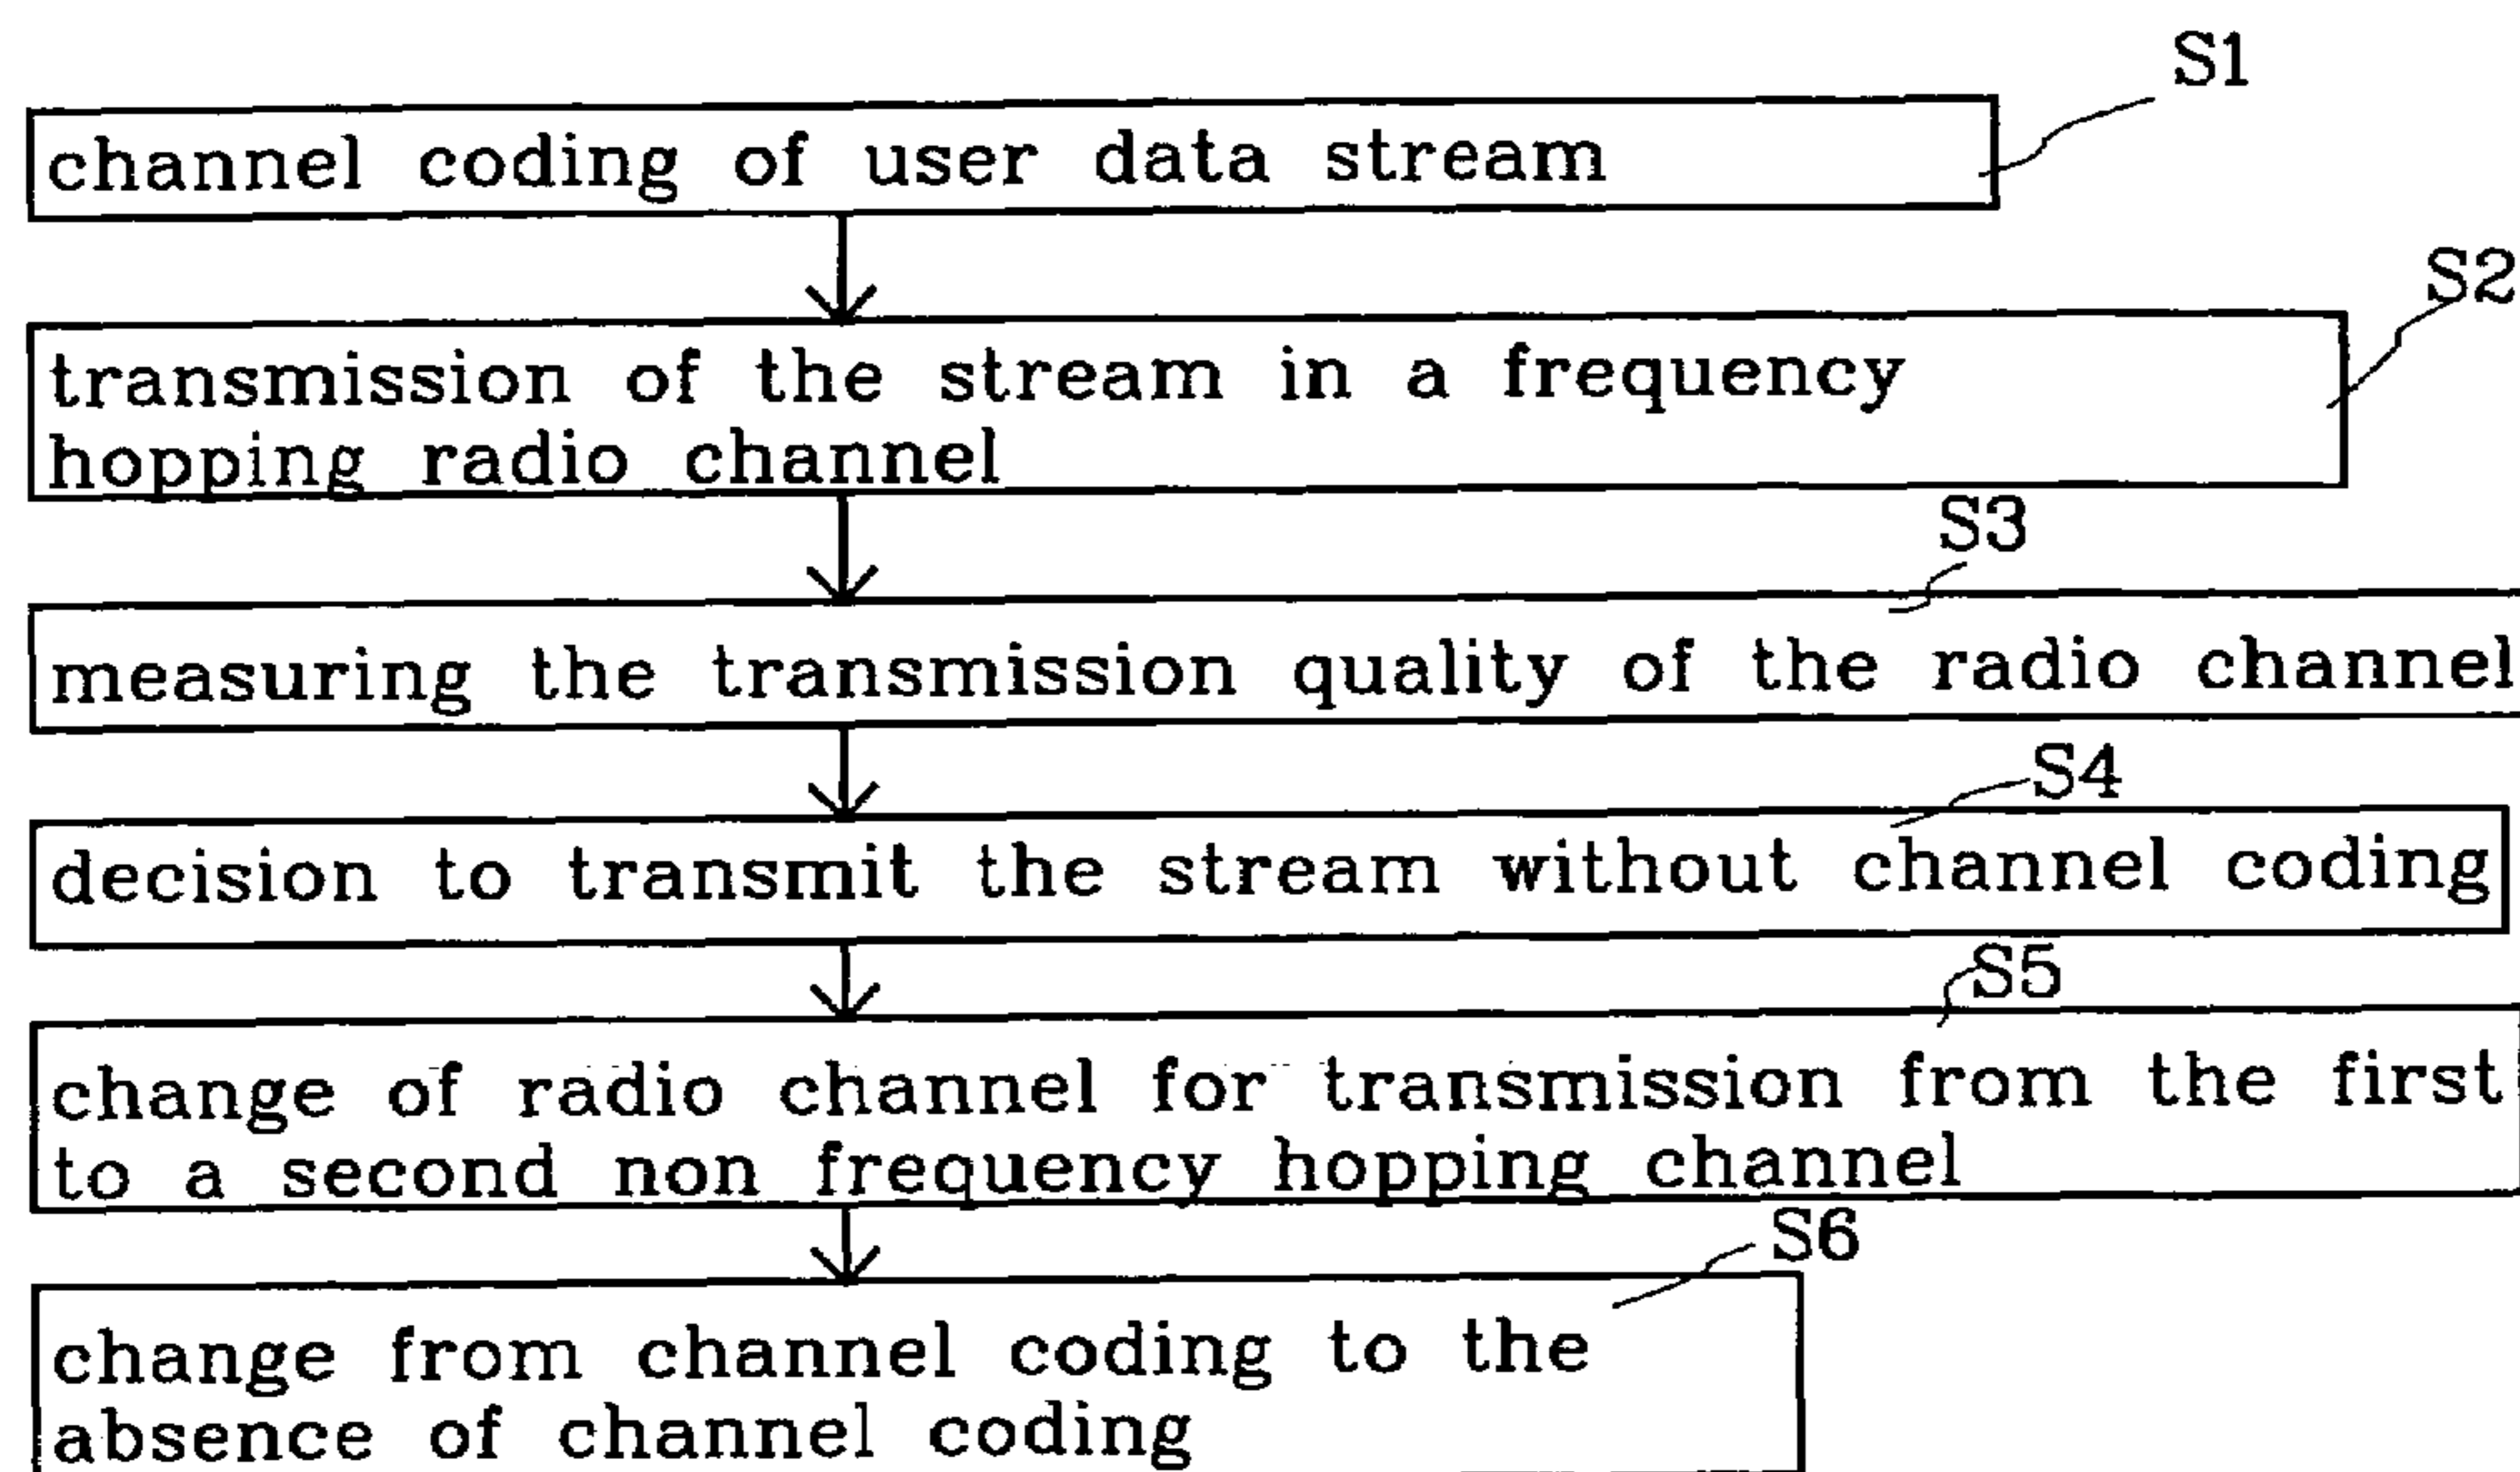 S1
channel coding of user data stream
S2
transmission of the stream in a frequency
hopping radio channel
S3
measuring the transmission quality of the radio channel
S4
decision to transmit the stream without channel coding
S5
change of radio channel for transmission from the first
to a second non frequency hopping channel
S6
change from channel coding to the
absence of channel coding